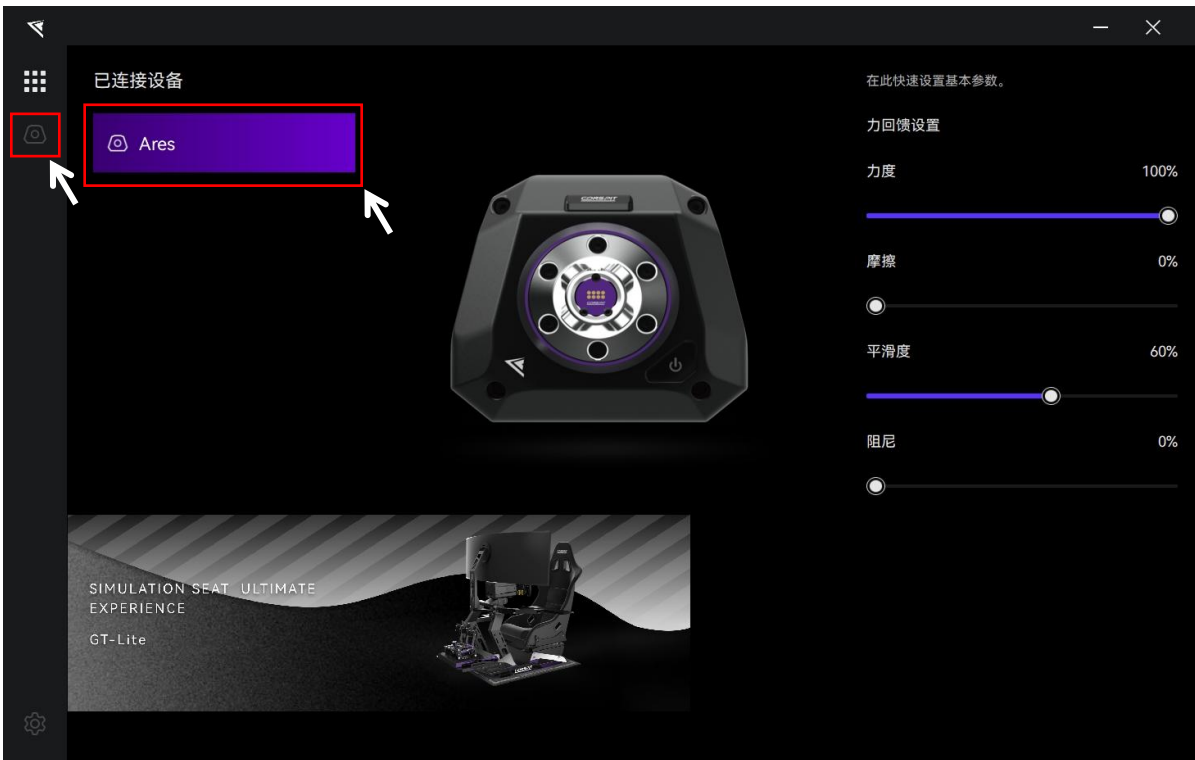 已连接设备
Ares
在此快速设置基本参数。
力回馈设置
力度 100%
摩擦 0%
平滑度 60%
阻尼 0%
SIMULATION SEAT ULTIMATE
EXPERIENCE
GT-Lite